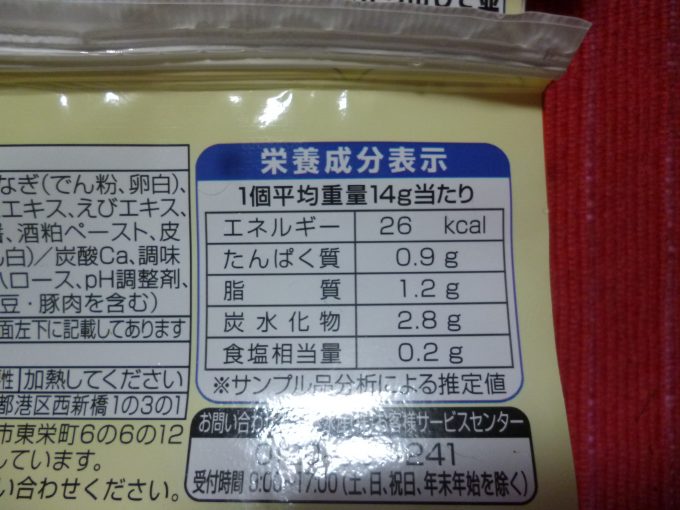 なぎ(でん粉、卵白)、
エキス、えびエキス、
酒粕ペースト、皮
白)/炭酸Ca、調味
ロース、pH調整剤、
豆・豚肉を含む)
面左下に記載してあります
性 加熱してください
都港区西新橋1の3の1
市東栄町6の6の12
しています。
い合わせください。
栄養成分表示
1個平均重量14g当たり
エネルギー 26 kcal
たんぱく質 0.9 g
脂質 1.2 g
炭水化物 2.8 g
食塩相当量 0.2 g
※サンプル品分析による推定値
お問い合わ お客様サービスセンター
241
受付時間 9:00~17:00(土、日、祝日、年末年始を除く)